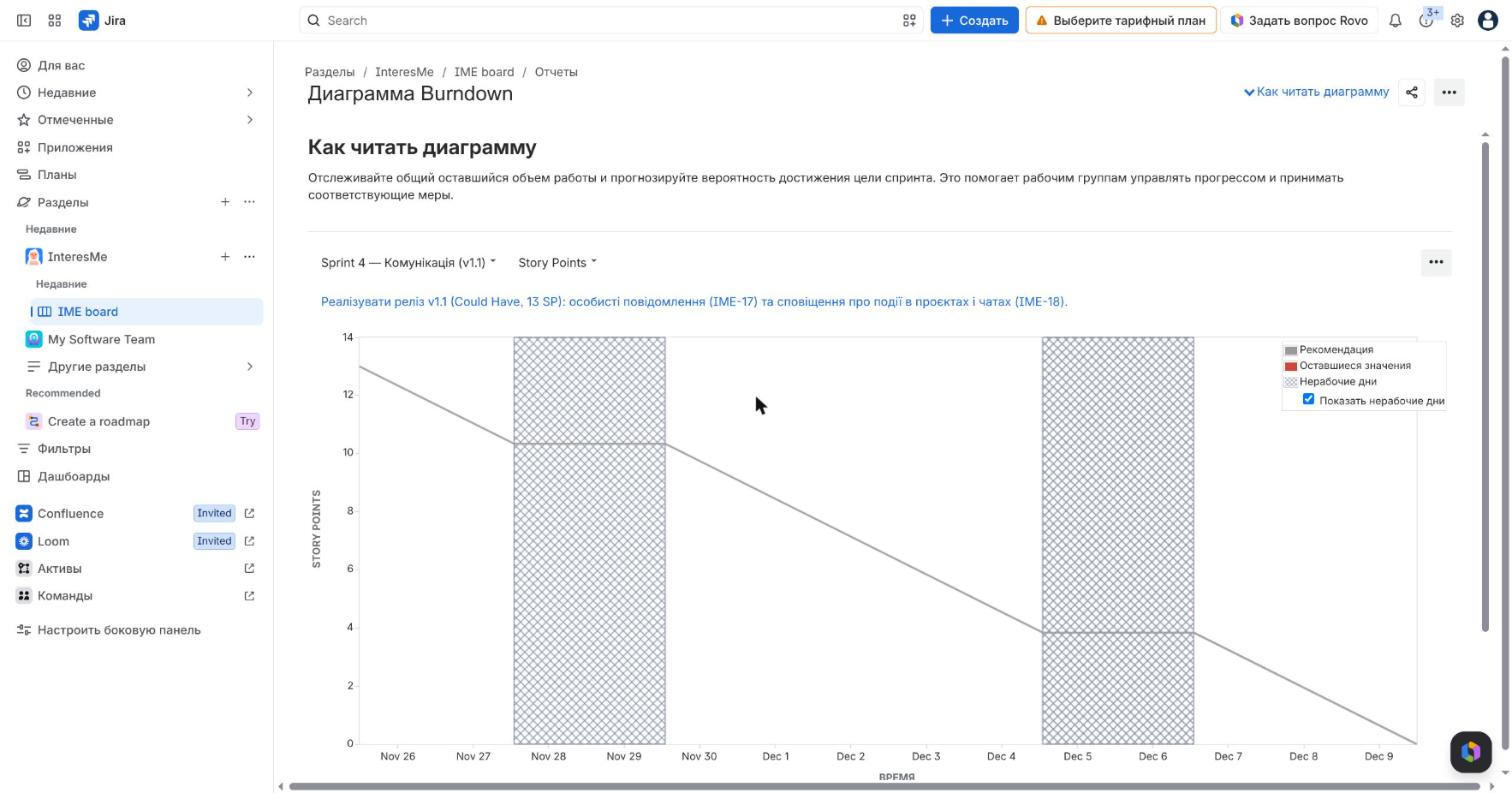 Jira
Search
Создать
Выберите тарифный план
Задать вопрос Rovo
3+
Для вас
Недавние
Отмеченные
Приложения
Планы
Разделы
Недавние
InteresMe
Недавние
IME board
My Software Team
Другие разделы
Recommended
Create a roadmap
Try
Фильтры
Дашбоарды
Confluence
Invited
Loom
Invited
Активы
Команды
Настроить боковую панель
Разделы / InteresMe / IME board / Отчеты
Диаграмма Burndown
Как читать диаграмму
Как читать диаграмму
Отслеживайте общий оставшийся объем работы и прогнозируйте вероятность достижения цели спринта. Это помогает рабочим группам управлять прогрессом и принимать
соответствующие меры.
Sprint 4 — Комунікація (v1.1)
Story Points
Реалізувати реліз v1.1 (Could Have, 13 SP): особисті повідомлення (IME-17) та сповіщення про події в проєктах і чатах (IME-18).
Рекомендация
Оставшиеся значения
Нерабочие дни
Показать нерабочие дни
14
12
10
8
6
4
2
0
STORY POINTS
Nov 26 Nov 27 Nov 28 Nov 29 Nov 30 Dec 1 Dec 2 Dec 3 Dec 4 Dec 5 Dec 6 Dec 7 Dec 8 Dec 9
ВРЕМЯ